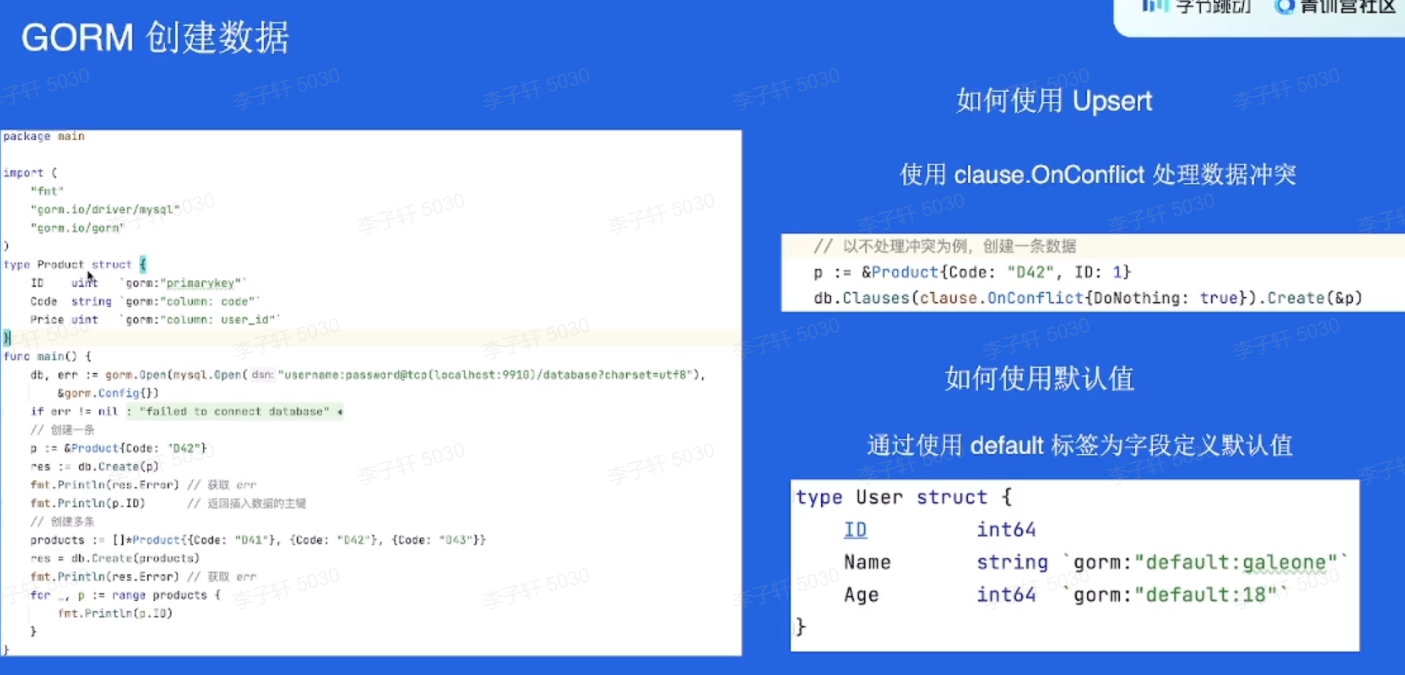 字节跳动 青训营社区
GORM 创建数据
package main
import (
"fmt"
"gorm.io/driver/mysql"
"gorm.io/gorm"
)
type Product struct {
ID uint `gorm:"primarykey"`
Code string `gorm:"column: code"`
Price uint `gorm:"column: user_id"`
}
func main() {
db, err := gorm.Open(mysql.Open( dsn: "username:password@tcp(localhost:9910)/database?charset=utf8"),
&gorm.Config{})
if err != nil : "failed to connect database"
// 创建一条
p := &Product{Code: "D42"}
res := db.Create(p)
fmt.Println(res.Error) // 获取 err
fmt.Println(p.ID) // 返回插入数据的主键
// 创建多条
products := []*Product{{Code: "D41"}, {Code: "D42"}, {Code: "D43"}}
res = db.Create(products)
fmt.Println(res.Error) // 获取 err
for _, p := range products {
fmt.Println(p.ID)
}
}
如何使用 Upsert
使用 clause.OnConflict 处理数据冲突
// 以不处理冲突为例，创建一条数据
p := &Product{Code: "D42", ID: 1}
db.Clauses(clause.OnConflict{DoNothing: true}).Create(&p)
如何使用默认值
通过使用 default 标签为字段定义默认值
type User struct {
ID int64
Name string `gorm:"default:galeone"`
Age int64 `gorm:"default:18"`
}
李子轩 5030